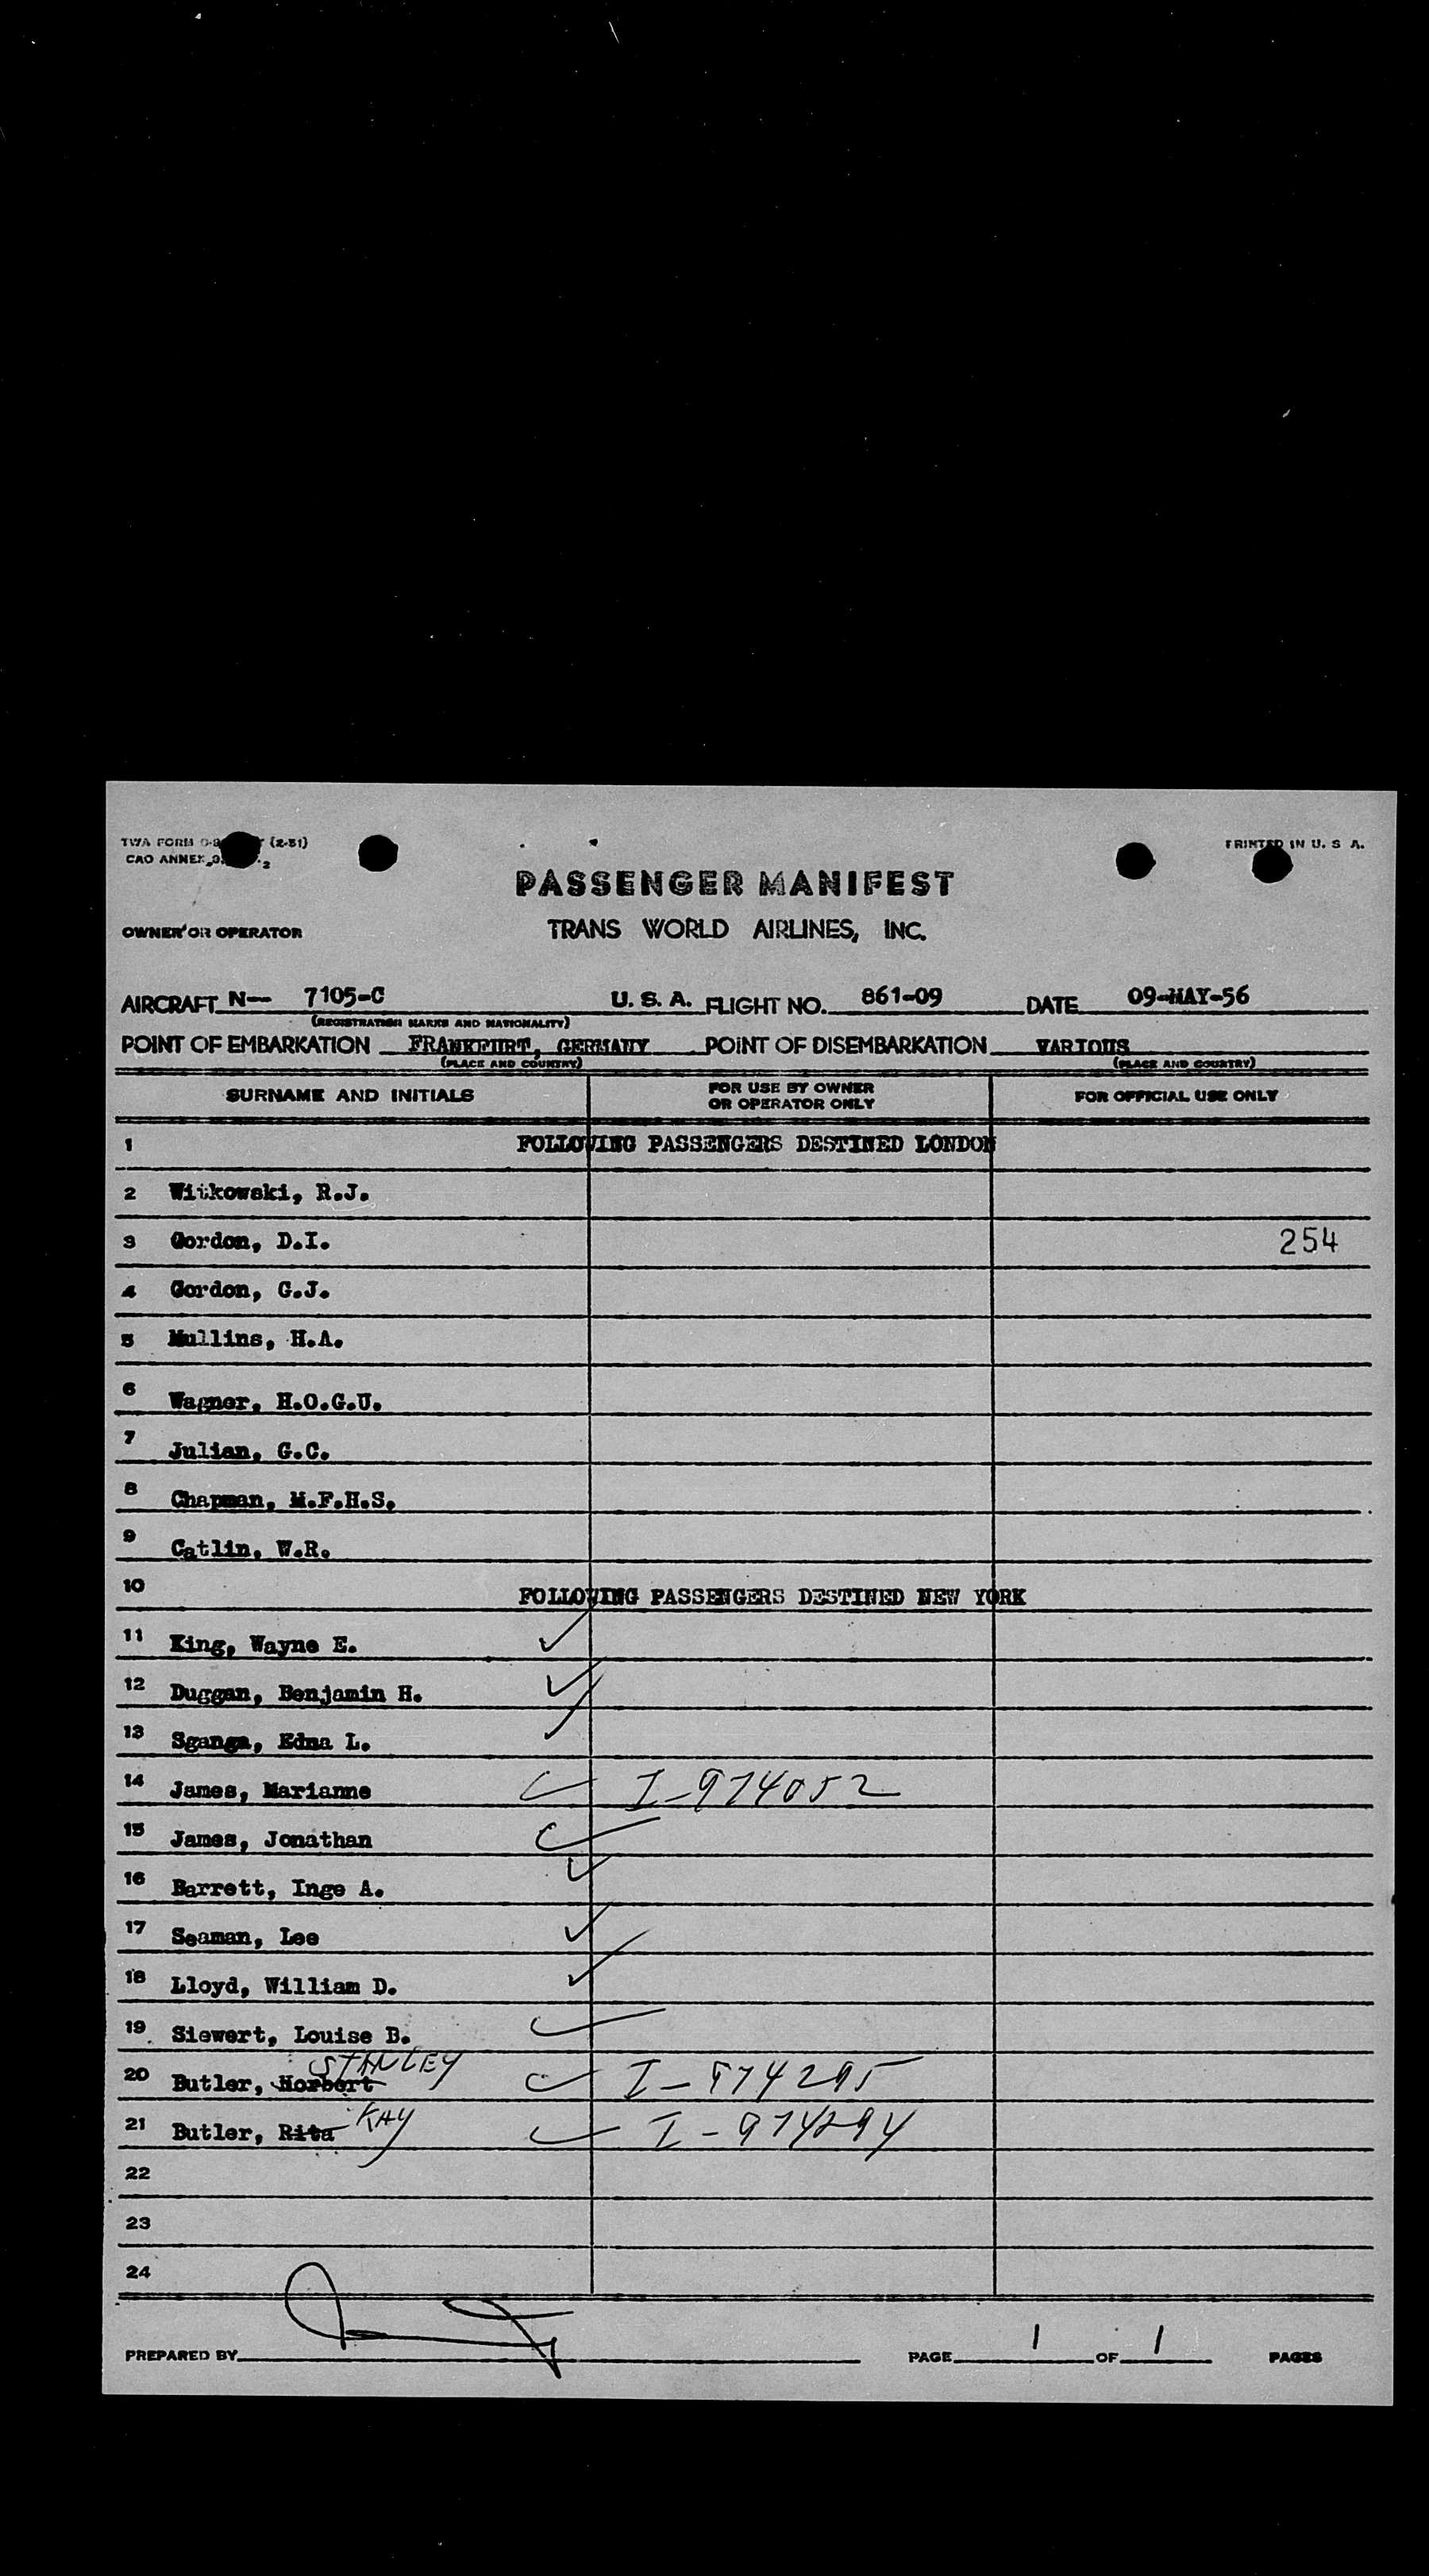 TWA FORM (2-51)
PRINTED IN U. S. A.
CAO ANNEX 2
PASSENGER MANIFEST
OWNER OR OPERATOR TRANS WORLD AIRLINES, INC.
AIRCRAFT N— 7105-C U. S. A. FLIGHT NO. 861-09 DATE 09-MAY-56
(REGISTRATION MARKS AND NATIONALITY)
POINT OF EMBARKATION FRANKFURT, GERMANY POINT OF DISEMBARKATION VARIOUS
(PLACE AND COUNTRY) (PLACE AND COUNTRY)
SURNAME AND INITIALS FOR USE BY OWNER OR OPERATOR ONLY FOR OFFICIAL USE ONLY
1 FOLLOWING PASSENGERS DESTINED LONDON
2 Witkowski, R.J.
3 Gordon, D.I. 254
4 Gordon, G.J.
5 Mullins, H.A.
6 Wagner, H.O.G.U.
7 Julian, G.C.
8 Chapman, M.F.H.S.
9 Catlin, W.R.
10 FOLLOWING PASSENGERS DESTINED NEW YORK
11 King, Wayne E.
12 Duggan, Benjamin H.
13 Sganga, Edna L.
14 James, Marianne I-974052
15 James, Jonathan
16 Barrett, Inge A.
17 Seaman, Lee
18 Lloyd, William D.
19 Siewert, Louise B.
20 Butler, Herbert STANLEY I-974295
21 Butler, Rita KAY I-974294
22
23
24
PREPARED BY PAGE 1 OF 1 PAGES